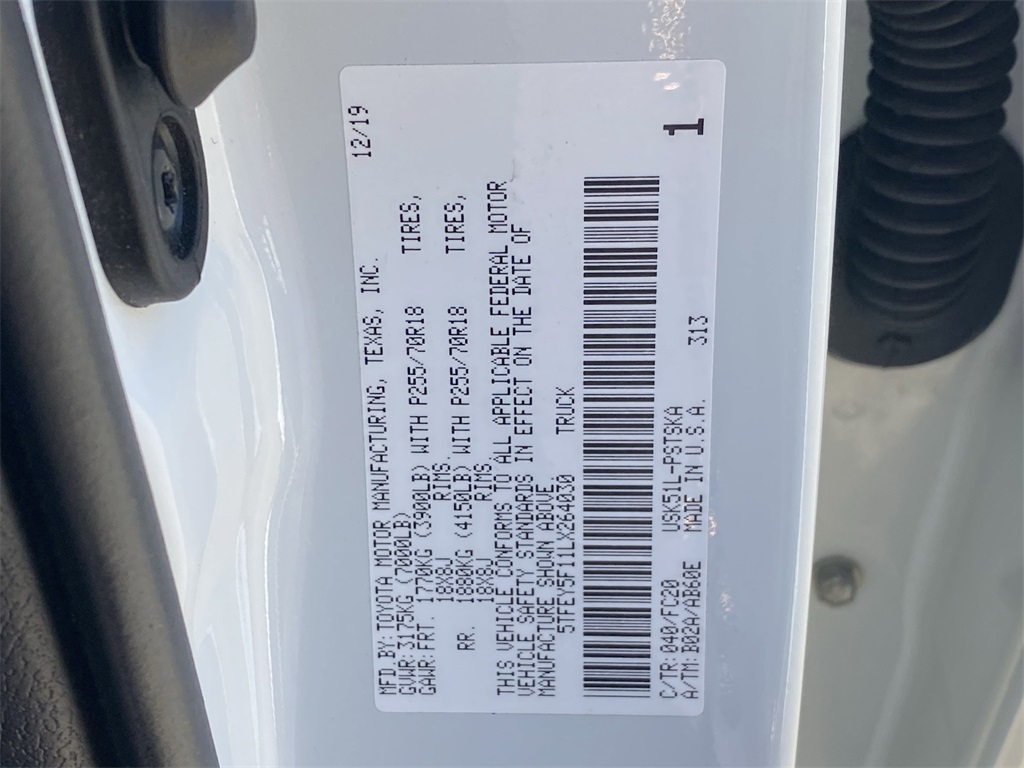 12/19
MFD.BY: TOYOTA MOTOR MANUFACTURING, TEXAS, INC.
GVWR: 3175KG (7000LB)
GAWR: FRT. 1770KG (3900LB) WITH P255/70R18 TIRES,
18X8J RIMS.
RR. 1880KG (4150LB) WITH P255/70R18 TIRES,
18X8J RIMS
THIS VEHICLE CONFORMS TO ALL APPLICABLE FEDERAL MOTOR
VEHICLE SAFETY STANDARDS IN EFFECT ON THE DATE OF
MANUFACTURE SHOWN ABOVE.
5TFEY5F11LX264030 TRUCK
C/TR: 040/FC20 USK51L-PSTSKA 313 1
A/TM: B02A/AB60E MADE IN U.S.A.